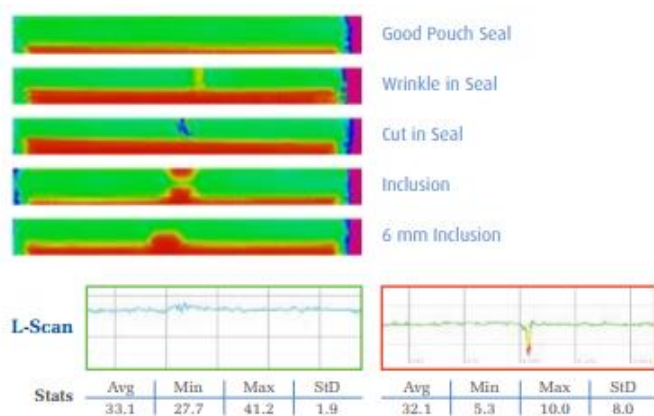 Good Pouch Seal
Wrinkle in Seal
Cut in Seal
Inclusion
6 mm Inclusion
L-Scan
Stats
Avg Min Max StD
33.1 27.7 41.2 1.9
Avg Min Max StD
32.1 5.3 10.0 8.0